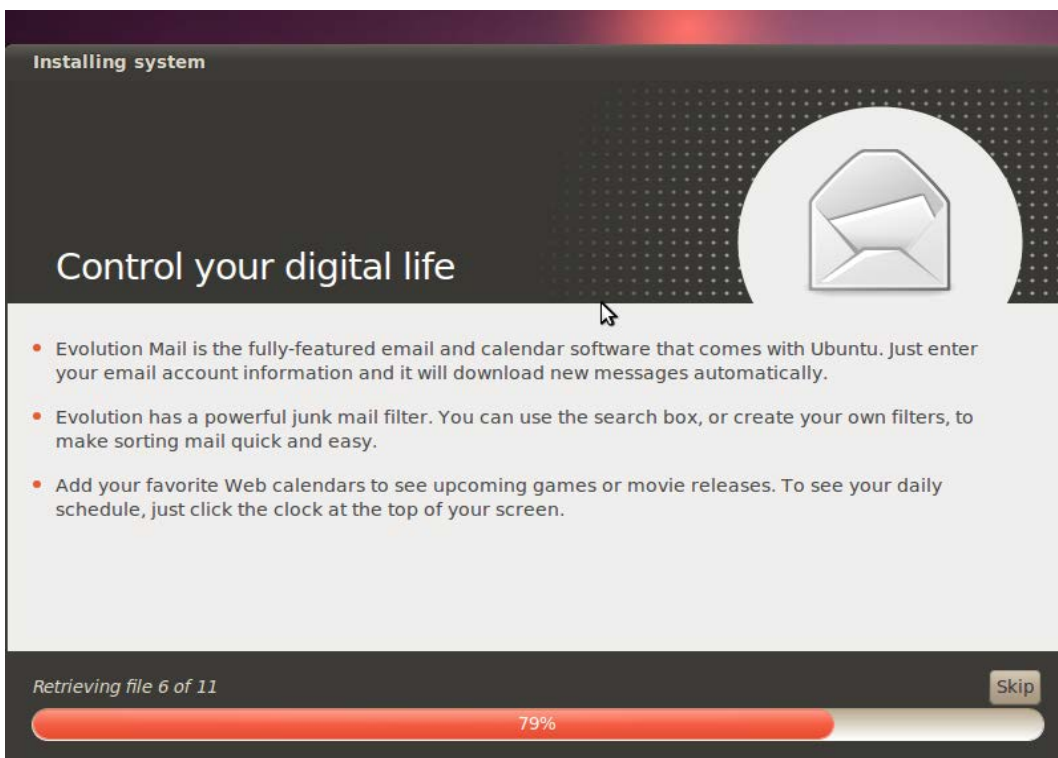 Installing system
Control your digital life
Evolution Mail is the fully-featured email and calendar software that comes with Ubuntu. Just enter
your email account information and it will download new messages automatically.
Evolution has a powerful junk mail filter. You can use the search box, or create your own filters, to
make sorting mail quick and easy.
Add your favorite Web calendars to see upcoming games or movie releases. To see your daily
schedule, just click the clock at the top of your screen.
Retrieving file 6 of 11
Skip
79%